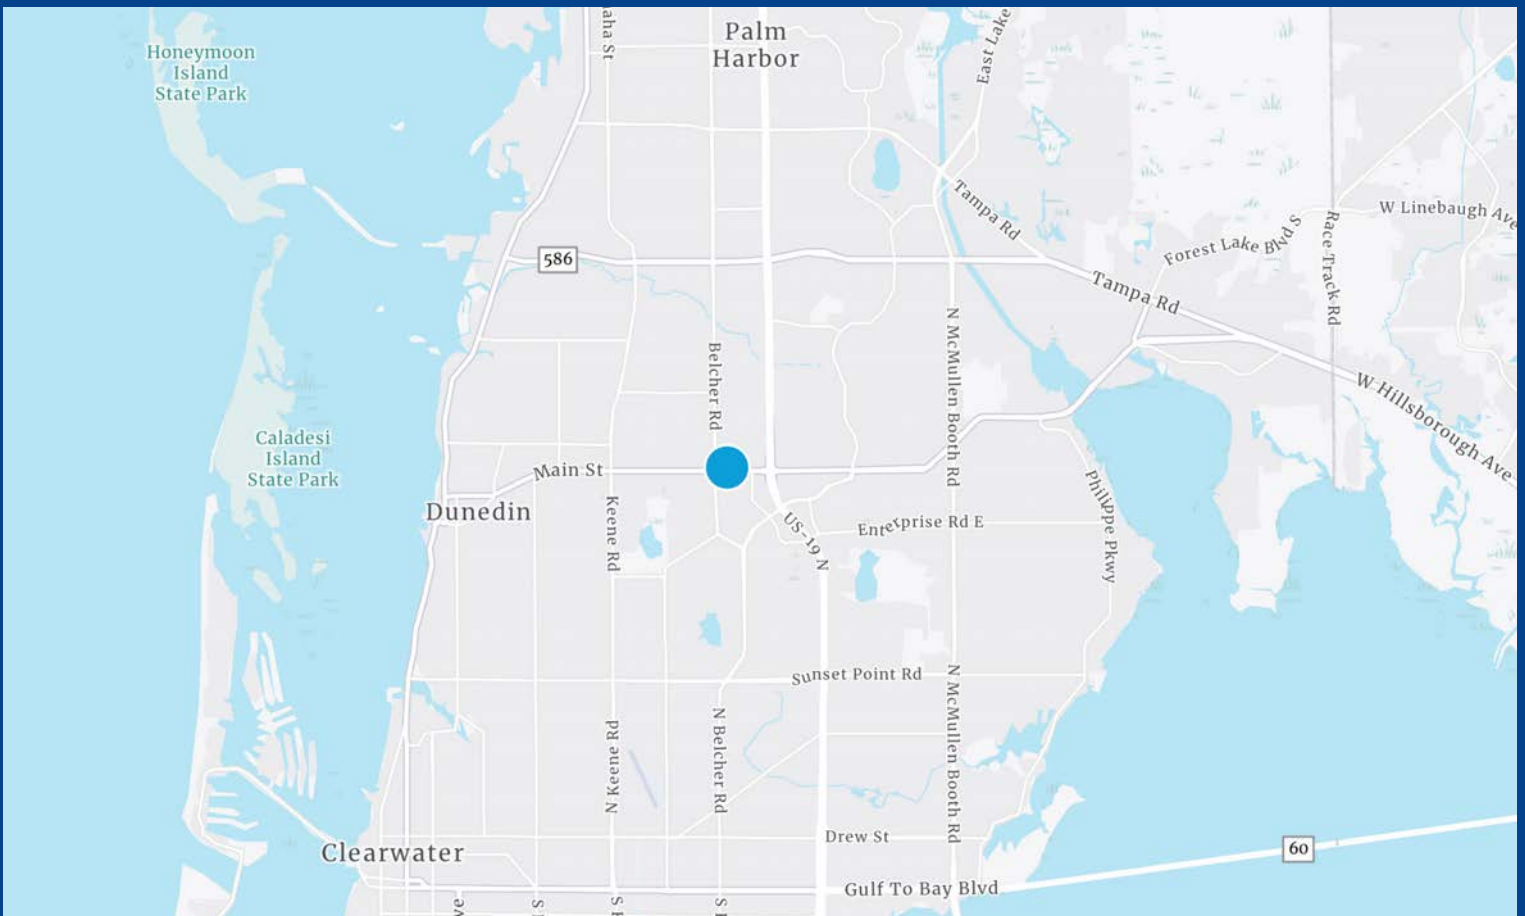 aha St
Palm
Harbor
East Lake
Honeymoon
Island
State Park
Tampa Rd
W Linebaugh Ave
Forest Lake Blvd S
Race Track Rd
586
Tampa Rd
N McMullen Booth Rd
Belcher Rd
W Hillsborough Ave
Caladesi
Island
State Park
Main St
Dunedin
Keene Rd
US-19 N
Enterprise Rd E
Philippe Pkwy
Sunset Point Rd
N McMullen Booth Rd
N Keene Rd
N Belcher Rd
Drew St
Clearwater
60
Gulf To Bay Blvd